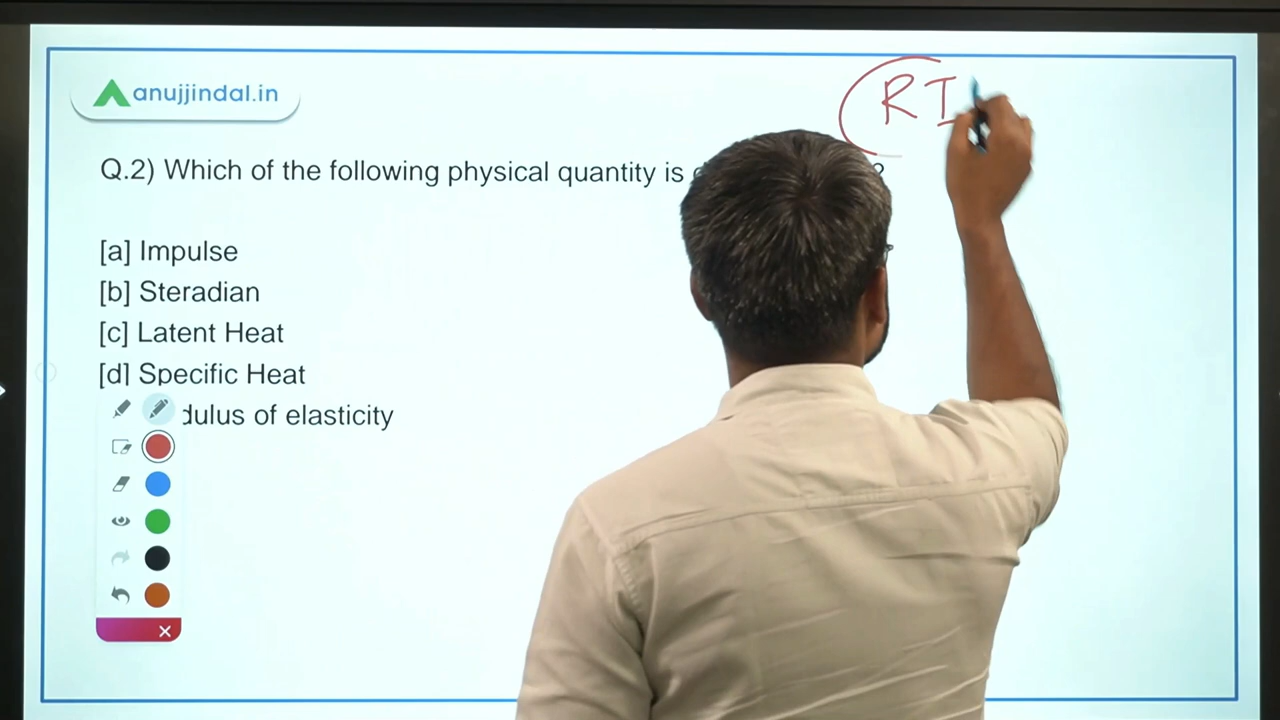 anujjindal.in
RI
Q.2) Which of the following physical quantity is ?
[a] Impulse
[b] Steradian
[c] Latent Heat
[d] Specific Heat
dulus of elasticity